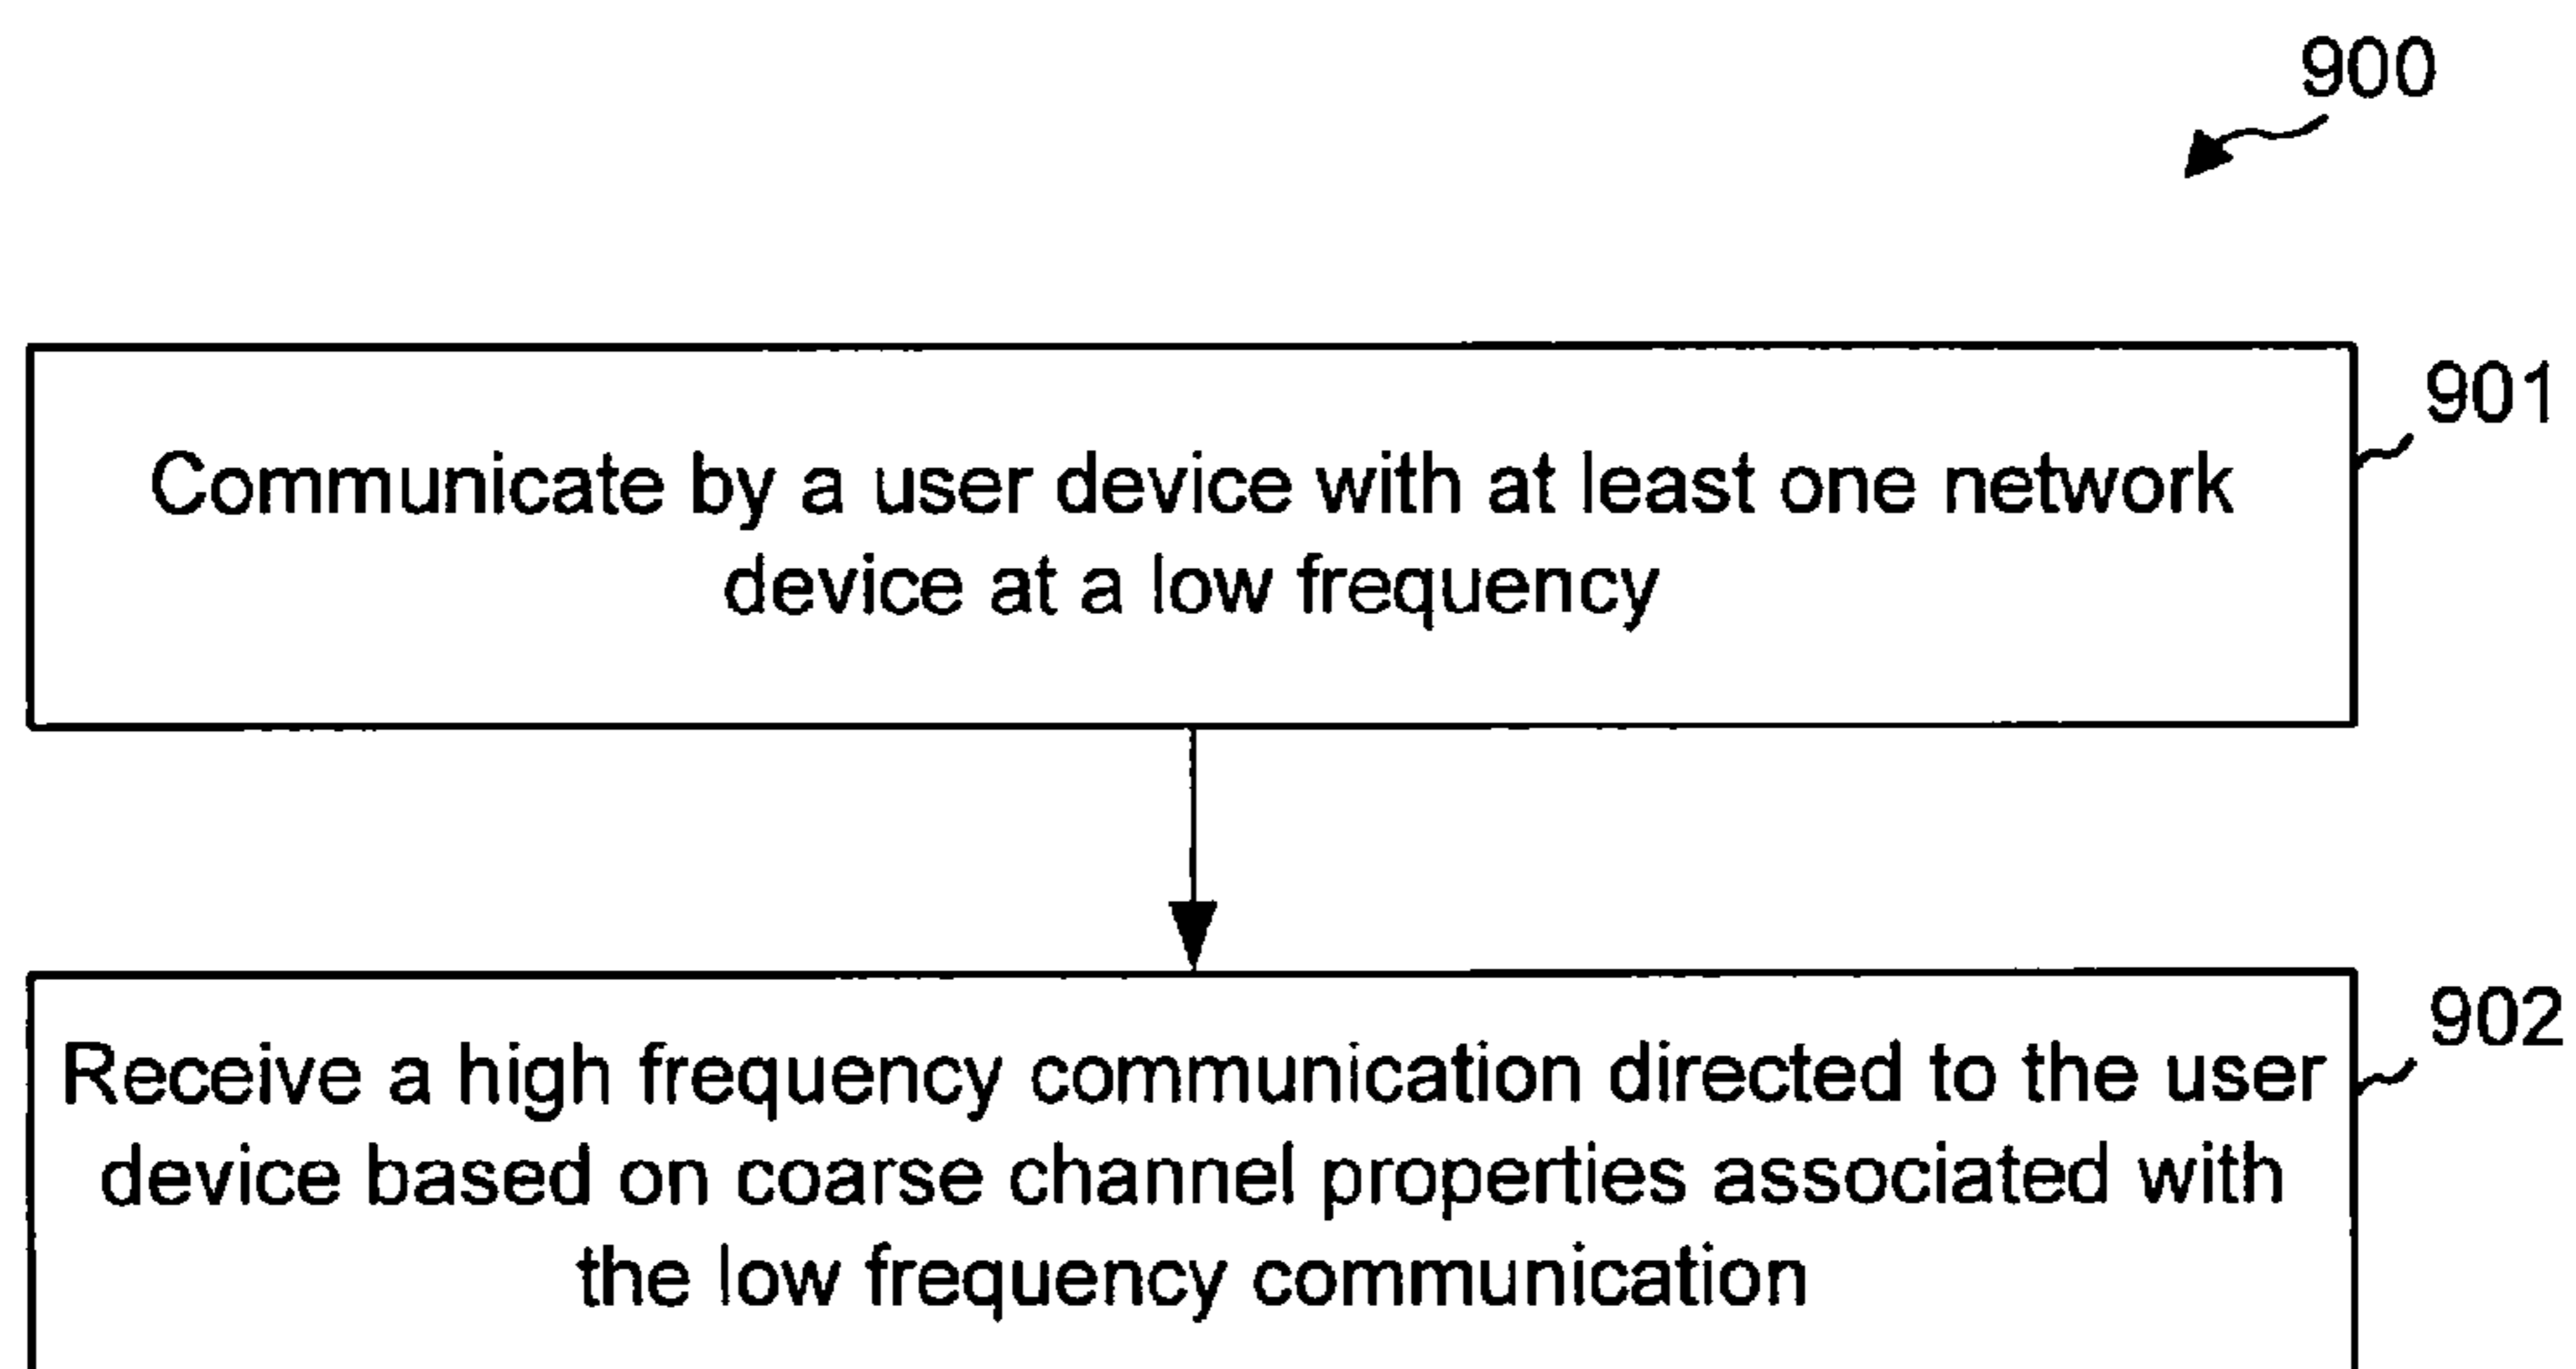 900
901
Communicate by a user device with at least one network
device at a low frequency
902
Receive a high frequency communication directed to the user
device based on coarse channel properties associated with
the low frequency communication